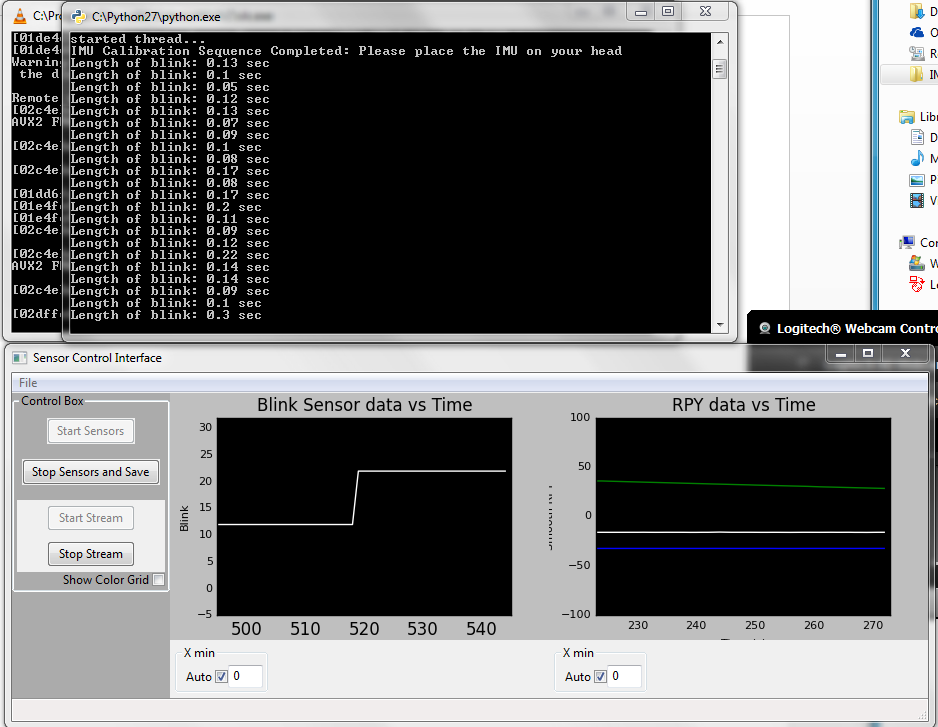 C:\Pro
C:\Python27\python.exe
started thread...
IMU Calibration Sequence Completed: Please place the IMU on your head
Length of blink: 0.13 sec
Length of blink: 0.1 sec
Length of blink: 0.05 sec
Length of blink: 0.12 sec
Length of blink: 0.13 sec
Length of blink: 0.07 sec
Length of blink: 0.09 sec
Length of blink: 0.1 sec
Length of blink: 0.08 sec
Length of blink: 0.17 sec
Length of blink: 0.08 sec
Length of blink: 0.17 sec
Length of blink: 0.2 sec
Length of blink: 0.11 sec
Length of blink: 0.09 sec
Length of blink: 0.12 sec
Length of blink: 0.22 sec
Length of blink: 0.14 sec
Length of blink: 0.14 sec
Length of blink: 0.09 sec
Length of blink: 0.1 sec
Length of blink: 0.3 sec
[01de4
[01de4
Warnin
the d
Remote
[02c4e
AVX2 F
[02c4e
[02c4e
[01dd6
[01e4f
[01e4f
[02c4e
[02c4e
AVX2 F
[02c4e
[02dff
D
O
R
IM
Libr
D
M
P
V
Con
W
Lo
Logitech® Webcam Contro
Sensor Control Interface
File
Control Box
Start Sensors
Stop Sensors and Save
Start Stream
Stop Stream
Show Color Grid
Blink Sensor data vs Time
Blink
30
25
20
15
10
5
0
−5
500 510 520 530 540
X min
Auto 0
RPY data vs Time
100
50
0
−50
−100
230 240 250 260 270
X min
Auto 0